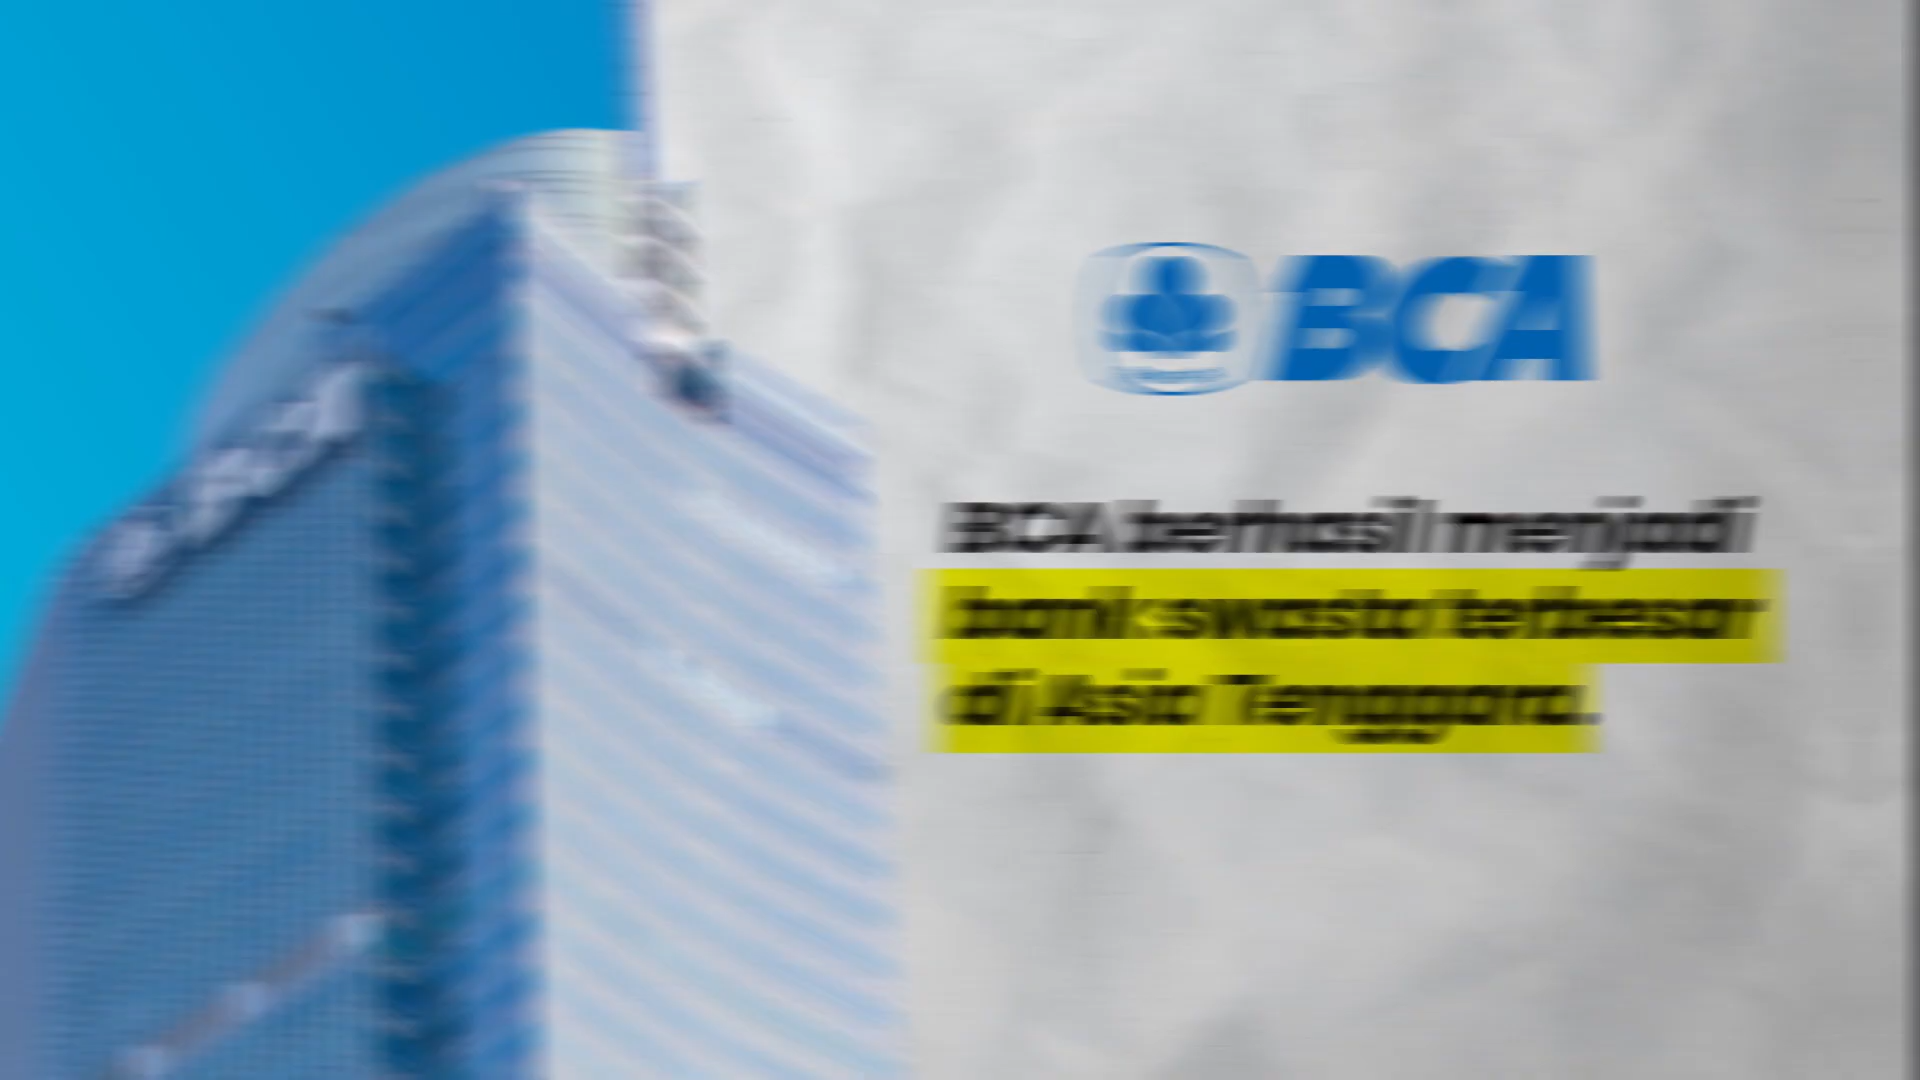 BCA
BCA berhasil menjadi
bank swasta terbesar
di Asia Tenggara.